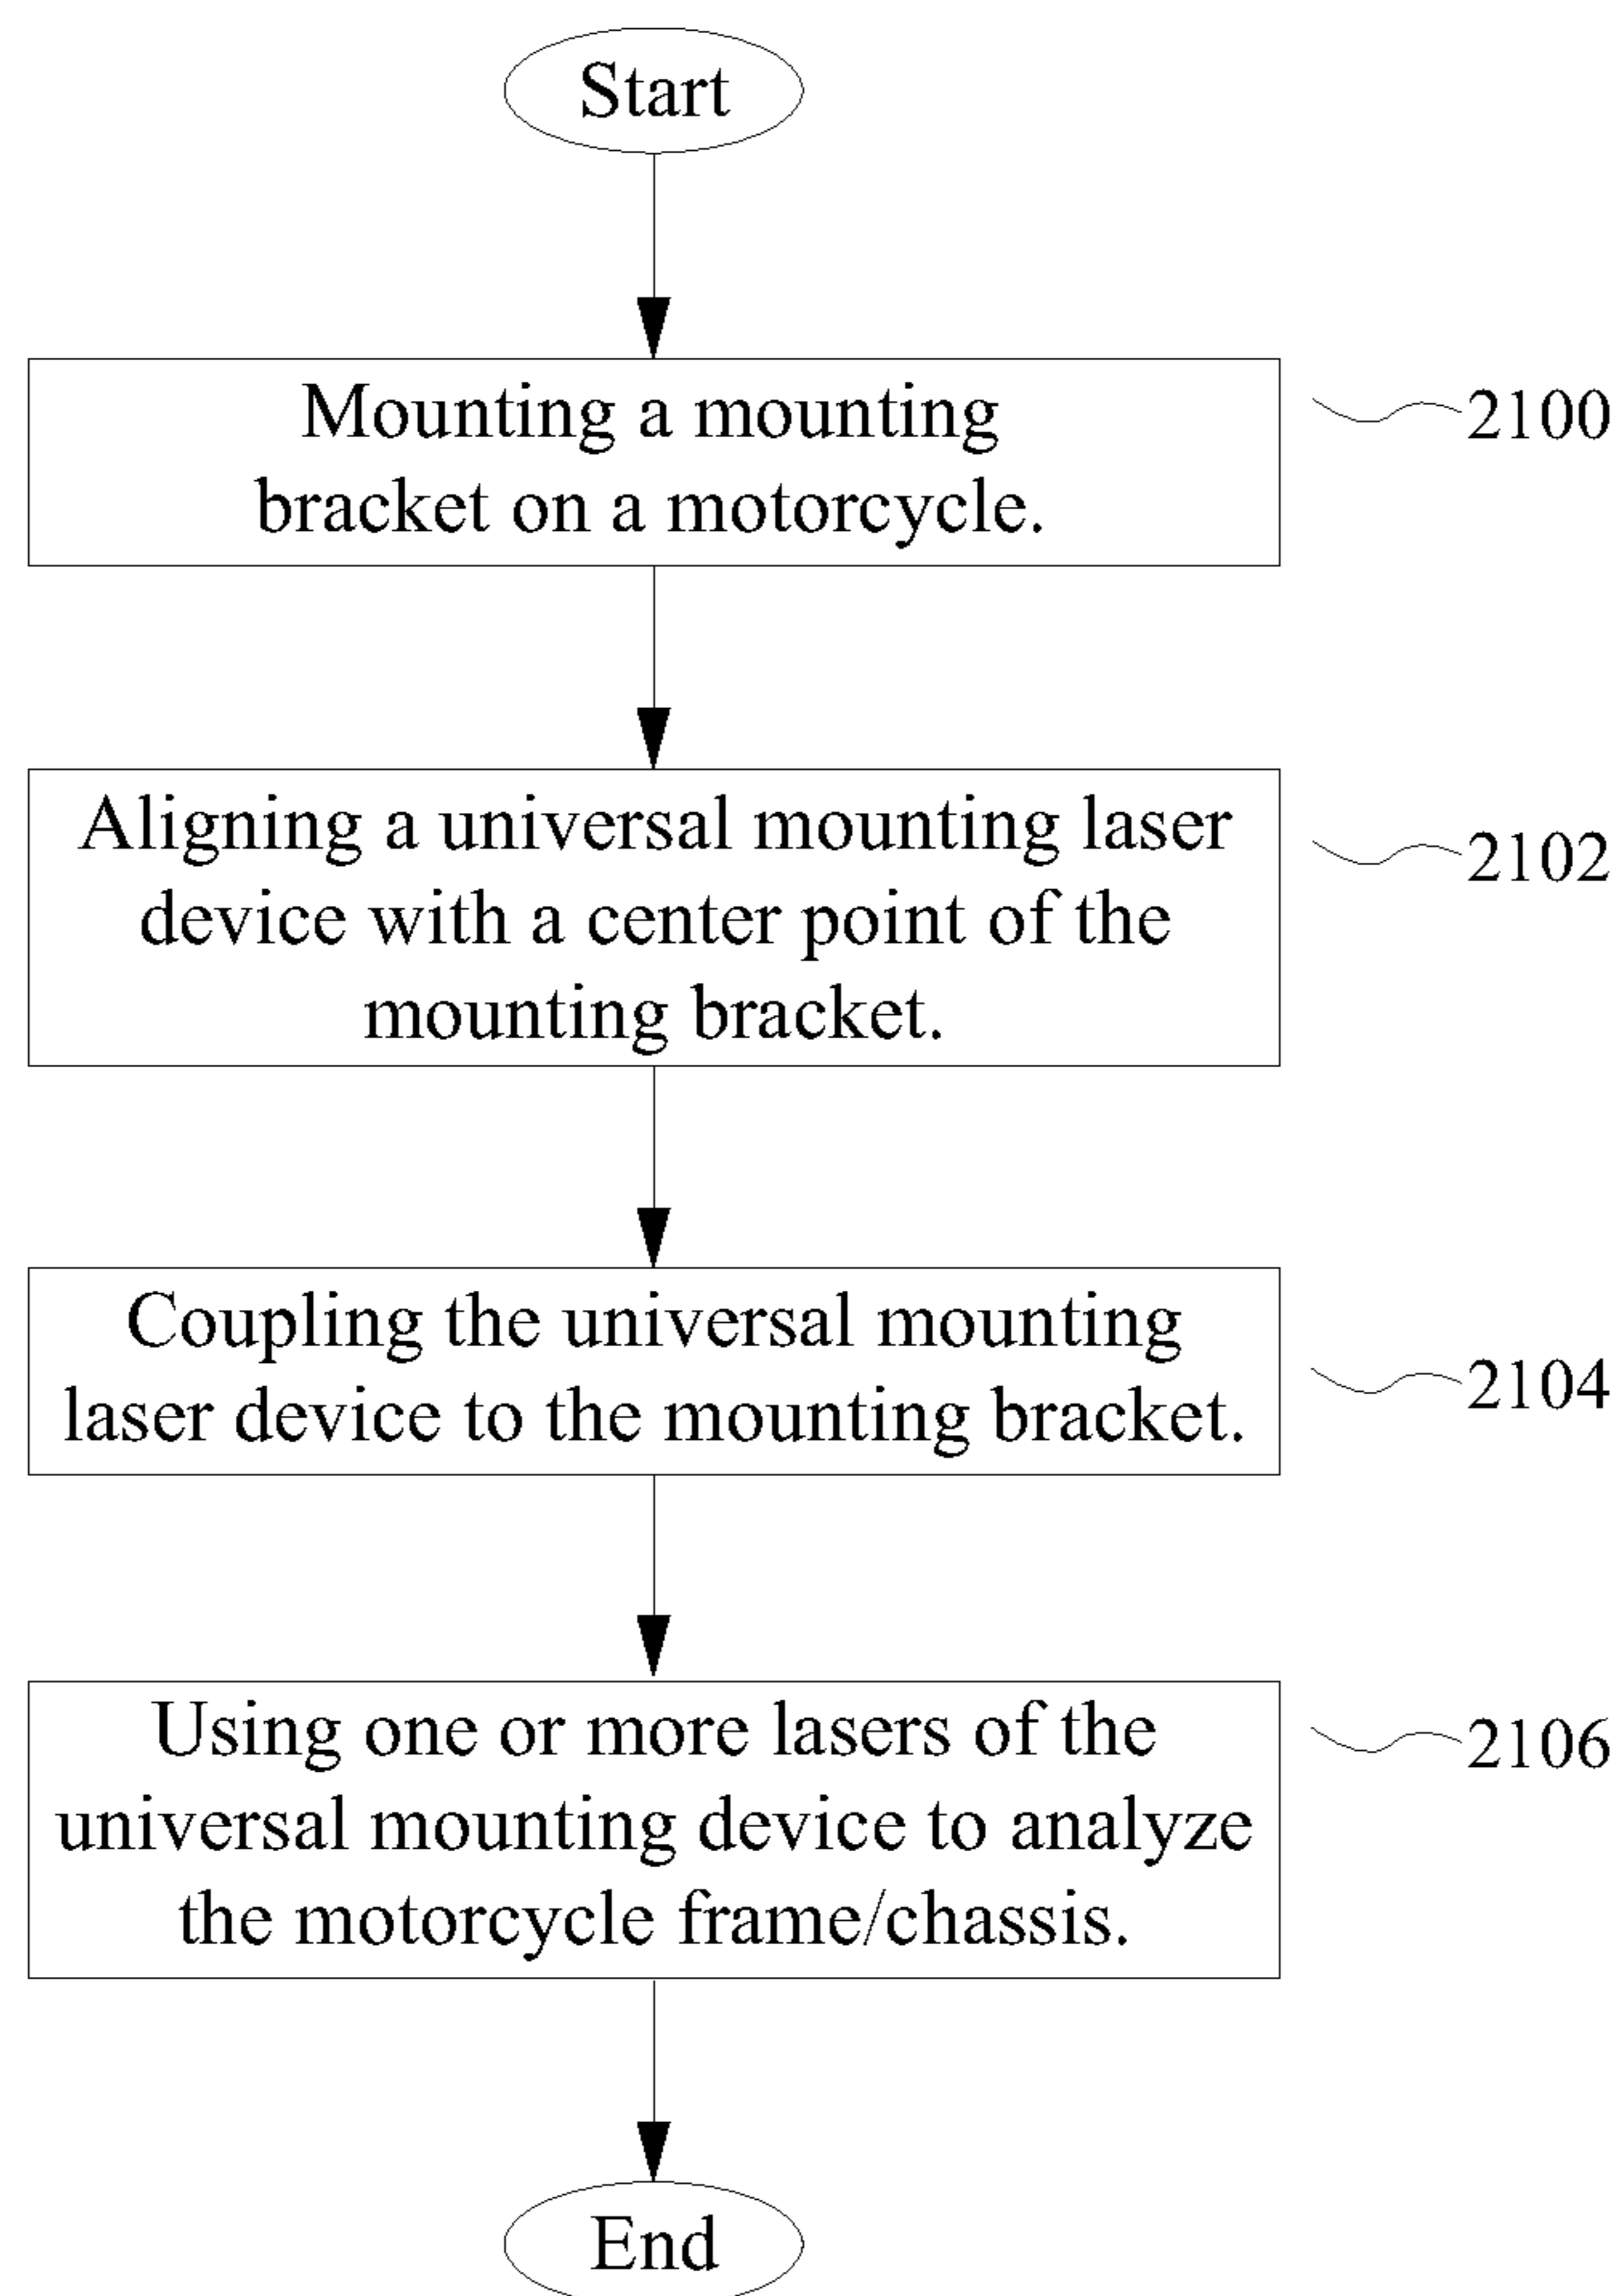 Start
Mounting a mounting
bracket on a motorcycle.
2100
Aligning a universal mounting laser
device with a center point of the
mounting bracket.
2102
Coupling the universal mounting
laser device to the mounting bracket.
2104
Using one or more lasers of the
universal mounting device to analyze
the motorcycle frame/chassis.
2106
End